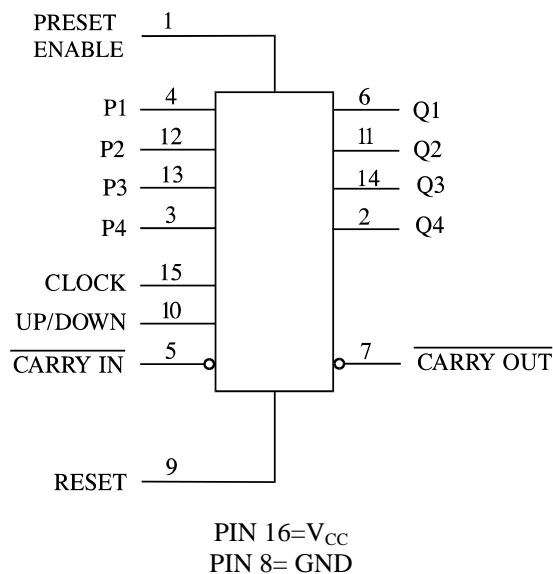 PRESET ENABLE 1
P1 4
P2 12
P3 13
P4 3
CLOCK 15
UP/DOWN 10
CARRY IN 5
RESET 9
6 Q1
11 Q2
14 Q3
2 Q4
7 CARRY OUT
PIN 16=VCC
PIN 8= GND